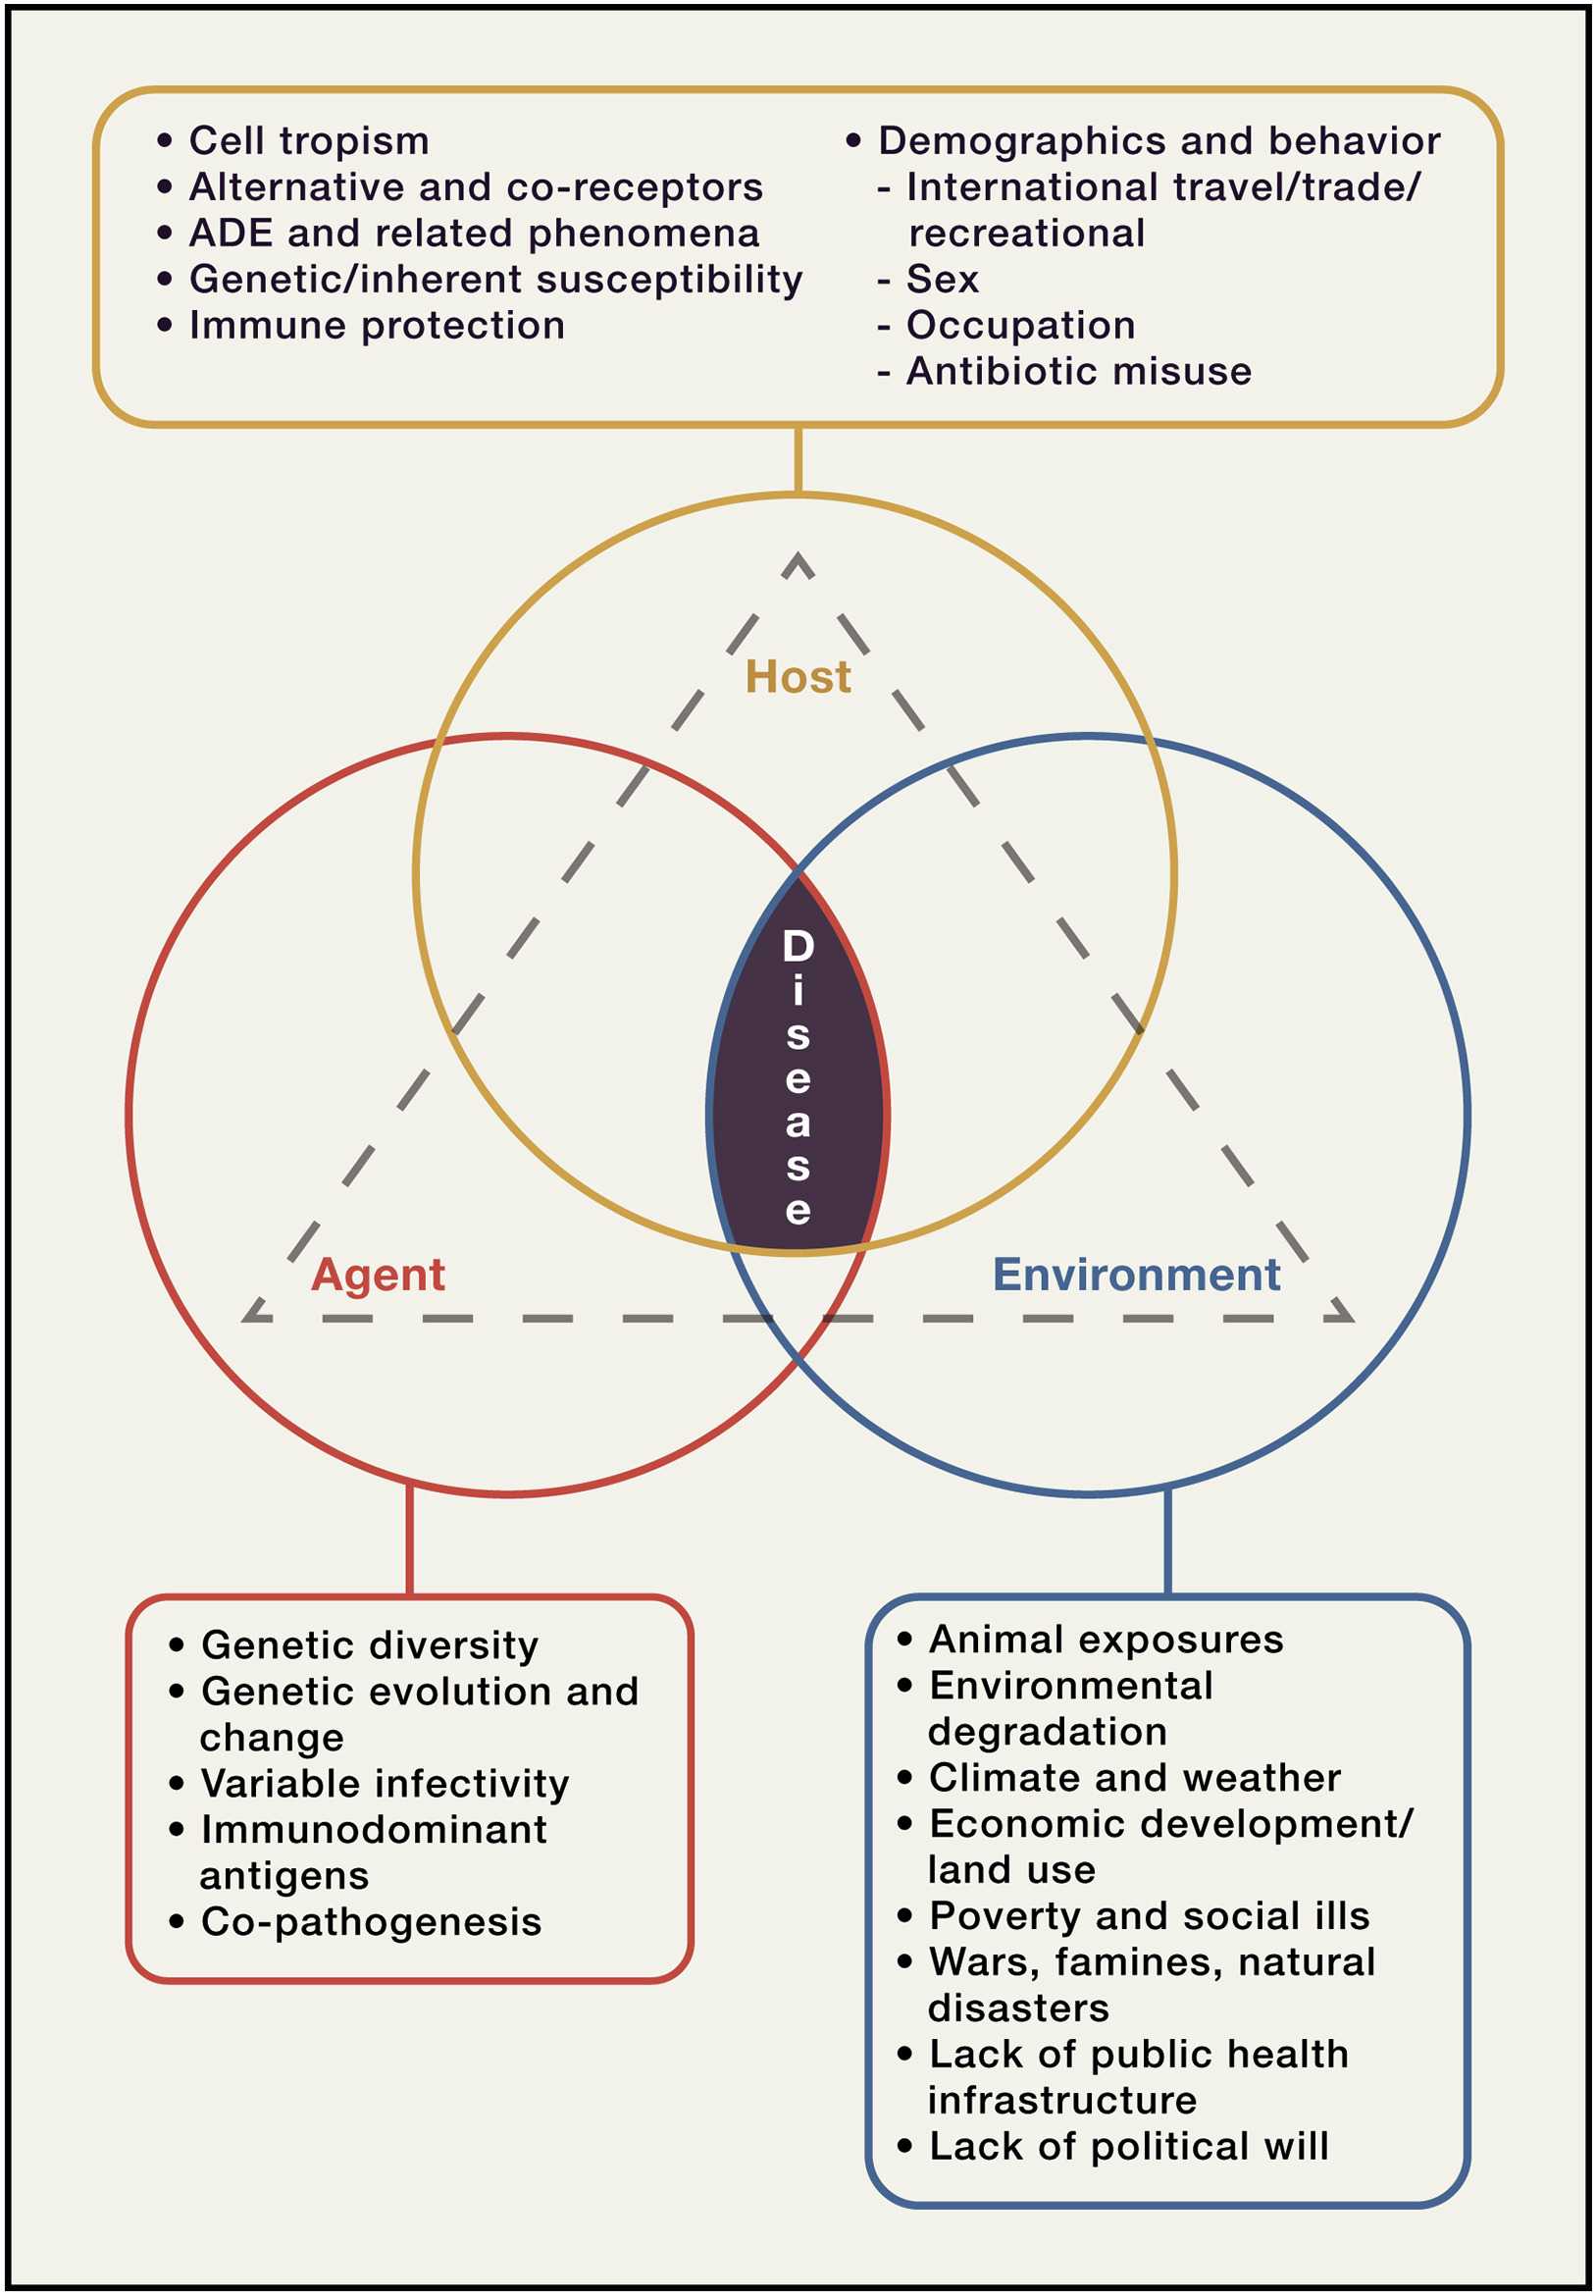 • Cell tropism
• Alternative and co-receptors
• ADE and related phenomena
• Genetic/inherent susceptibility
• Immune protection
• Demographics and behavior
- International travel/trade/
recreational
- Sex
- Occupation
- Antibiotic misuse
Host
Disease
Agent
Environment
• Genetic diversity
• Genetic evolution and
change
• Variable infectivity
• Immunodominant
antigens
• Co-pathogenesis
• Animal exposures
• Environmental
degradation
• Climate and weather
• Economic development/
land use
• Poverty and social ills
• Wars, famines, natural
disasters
• Lack of public health
infrastructure
• Lack of political will